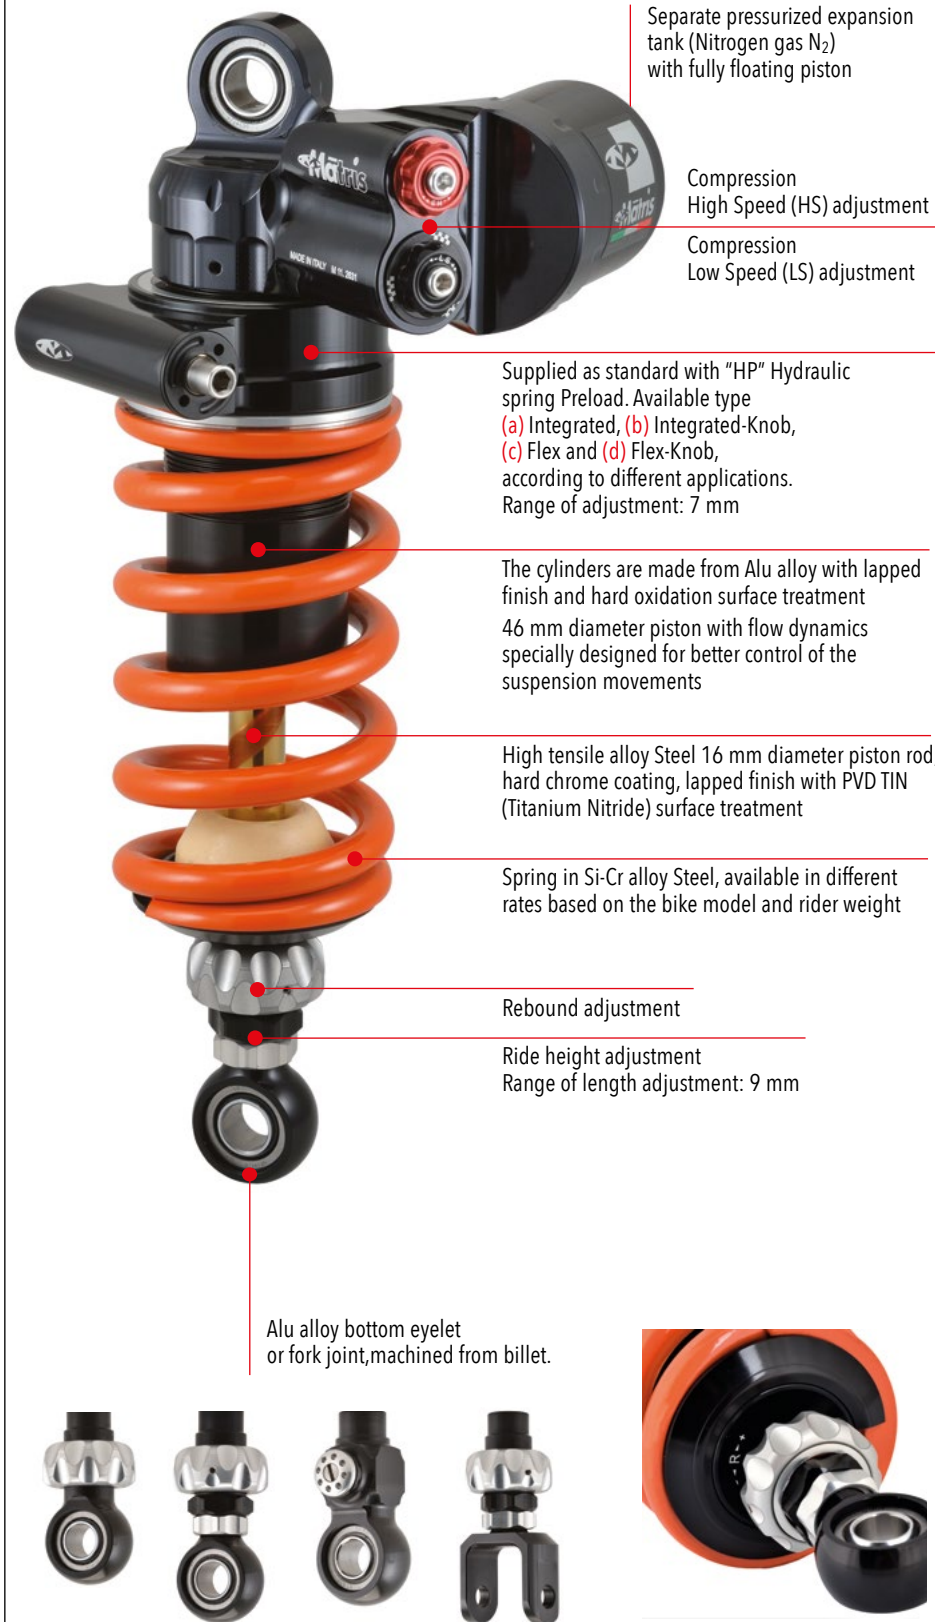 Separate pressurized expansion
tank (Nitrogen gas N₂)
with fully floating piston
Mātris
Mātris
Compression
High Speed (HS) adjustment
Compression
Low Speed (LS) adjustment
MADE IN ITALY
Supplied as standard with "HP" Hydraulic
spring Preload. Available type
(a) Integrated, (b) Integrated-Knob,
(c) Flex and (d) Flex-Knob,
according to different applications.
Range of adjustment: 7 mm
The cylinders are made from Alu alloy with lapped
finish and hard oxidation surface treatment
46 mm diameter piston with flow dynamics
specially designed for better control of the
suspension movements
High tensile alloy Steel 16 mm diameter piston rod,
hard chrome coating, lapped finish with PVD TIN
(Titanium Nitride) surface treatment
Spring in Si-Cr alloy Steel, available in different
rates based on the bike model and rider weight
Rebound adjustment
Ride height adjustment
Range of length adjustment: 9 mm
Alu alloy bottom eyelet
or fork joint,machined from billet.
-R-+